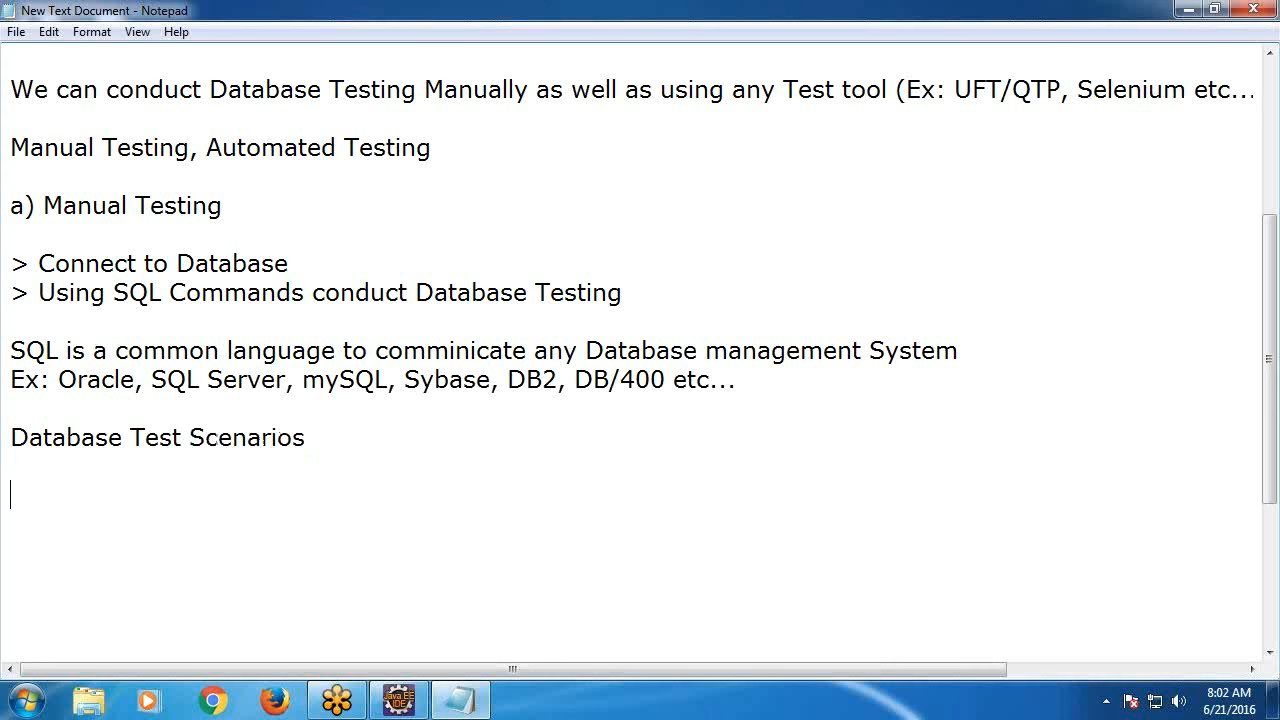 New Text Document - Notepad
File Edit Format View Help
We can conduct Database Testing Manually as well as using any Test tool (Ex: UFT/QTP, Selenium etc...
Manual Testing, Automated Testing
a) Manual Testing
> Connect to Database
> Using SQL Commands conduct Database Testing
SQL is a common language to comminicate any Database management System
Ex: Oracle, SQL Server, mySQL, Sybase, DB2, DB/400 etc...
Database Test Scenarios
Java EE
IDE
8:02 AM
6/21/2016